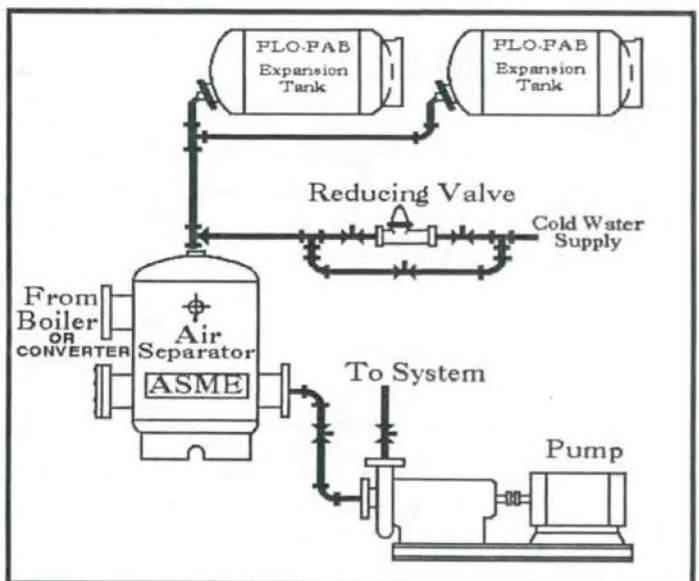 FLO-FAB
Expansion
Tank
FLO-FAB
Expansion
Tank
Reducing Valve
Cold Water
Supply
From
Boiler
OR
CONVERTER
Air
Separator
ASME
To System
Pump